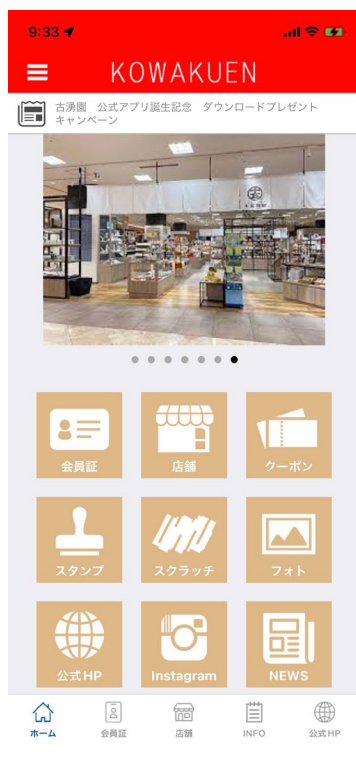 9:33
KOWAKUEN
古湧園 公式アプリ誕生記念 ダウンロードプレゼント
キャンペーン
会員証 店舗 クーポン
スタンプ スクラッチ フォト
公式HP Instagram NEWS
ホーム 会員証 店舗 INFO 公式HP